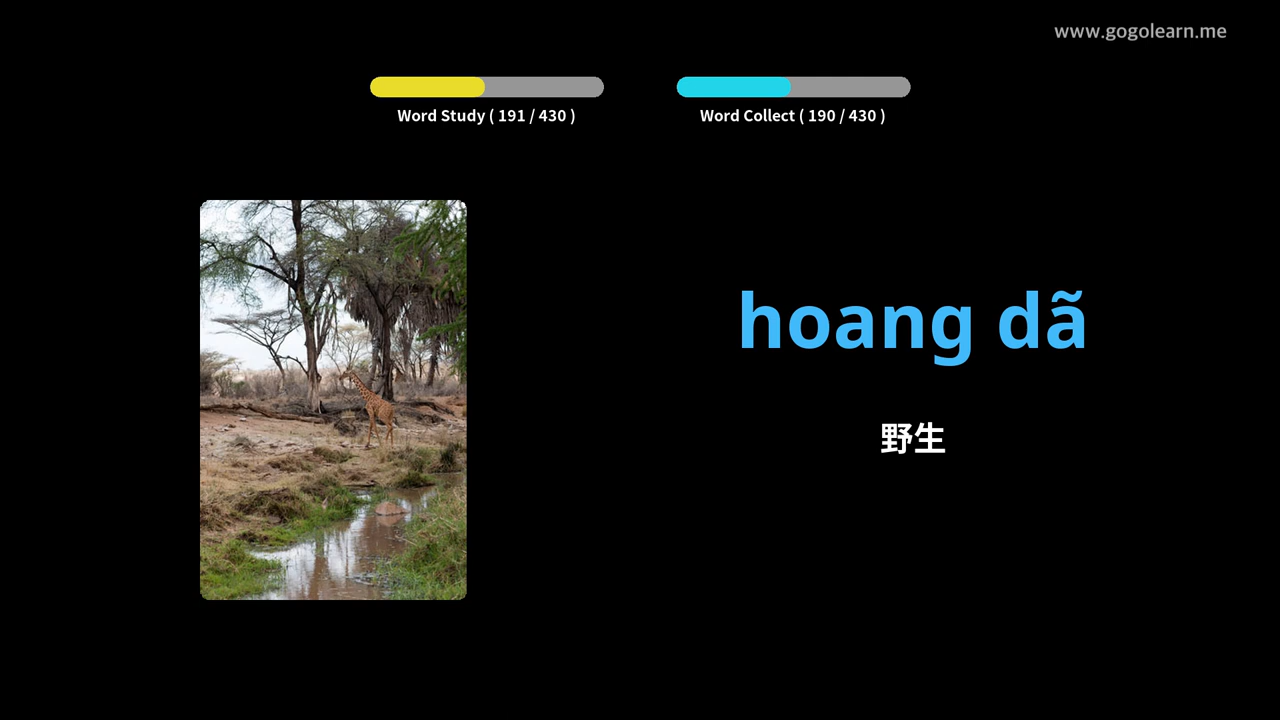 www.gogolearn.me
Word Study ( 191 / 430 )
Word Collect ( 190 / 430 )
hoang dã
野生